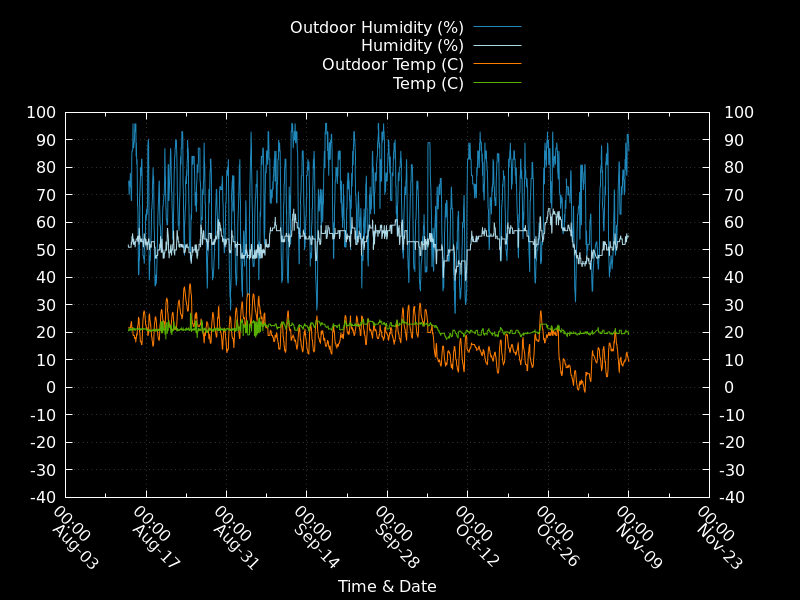 Outdoor Humidity (%)
Humidity (%)
Outdoor Temp (C)
Temp (C)
100 100
90 90
80 80
70 70
60 60
50 50
40 40
30 30
20 20
10 10
0 0
-10 -10
-20 -20
-30 -30
-40 -40
00:00 Aug-03
00:00 Aug-17
00:00 Aug-31
00:00 Sep-14
00:00 Sep-28
00:00 Oct-12
00:00 Oct-26
00:00 Nov-09
00:00 Nov-23
Time & Date